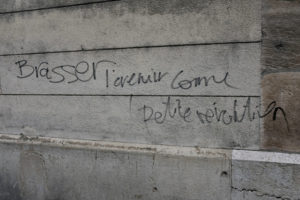 Brasser l'avenir comme
Petite révolution